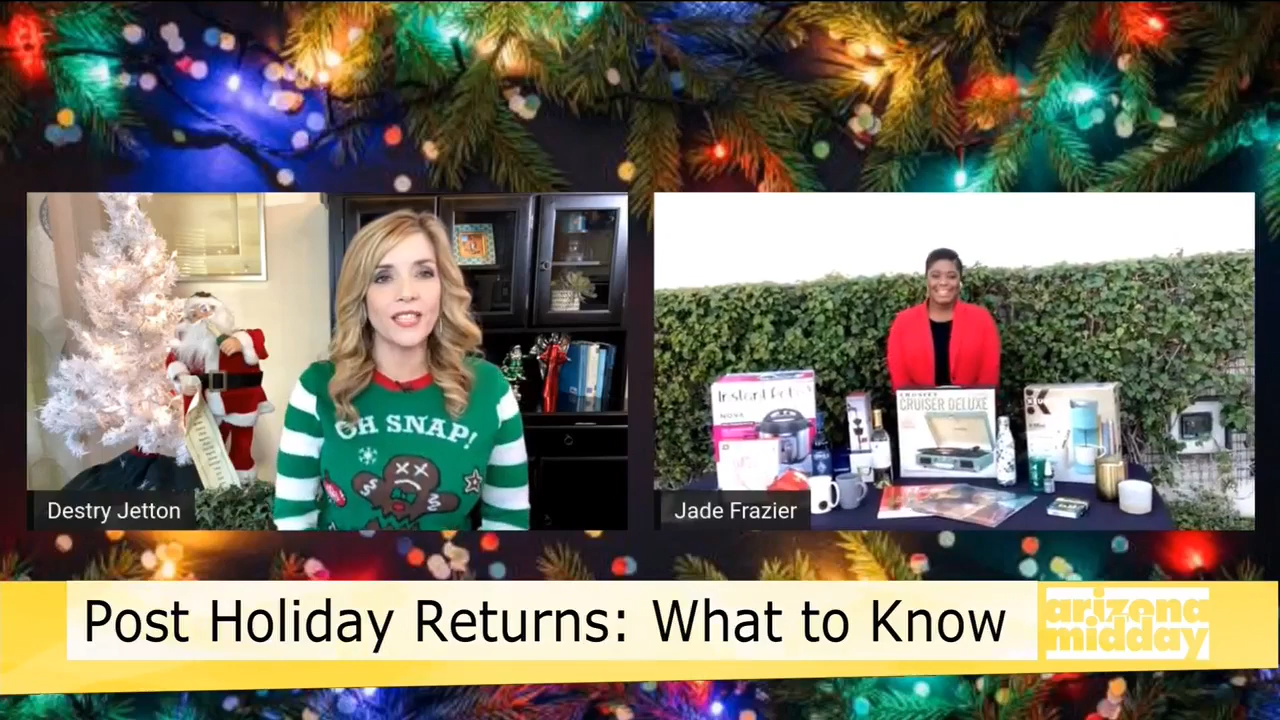 OH SNAP!
Destry Jetton
Instant Pot
NOVA
CROSLEY
CRUISER DELUXE
Jade Frazier
Post Holiday Returns: What to Know
arizona
midday